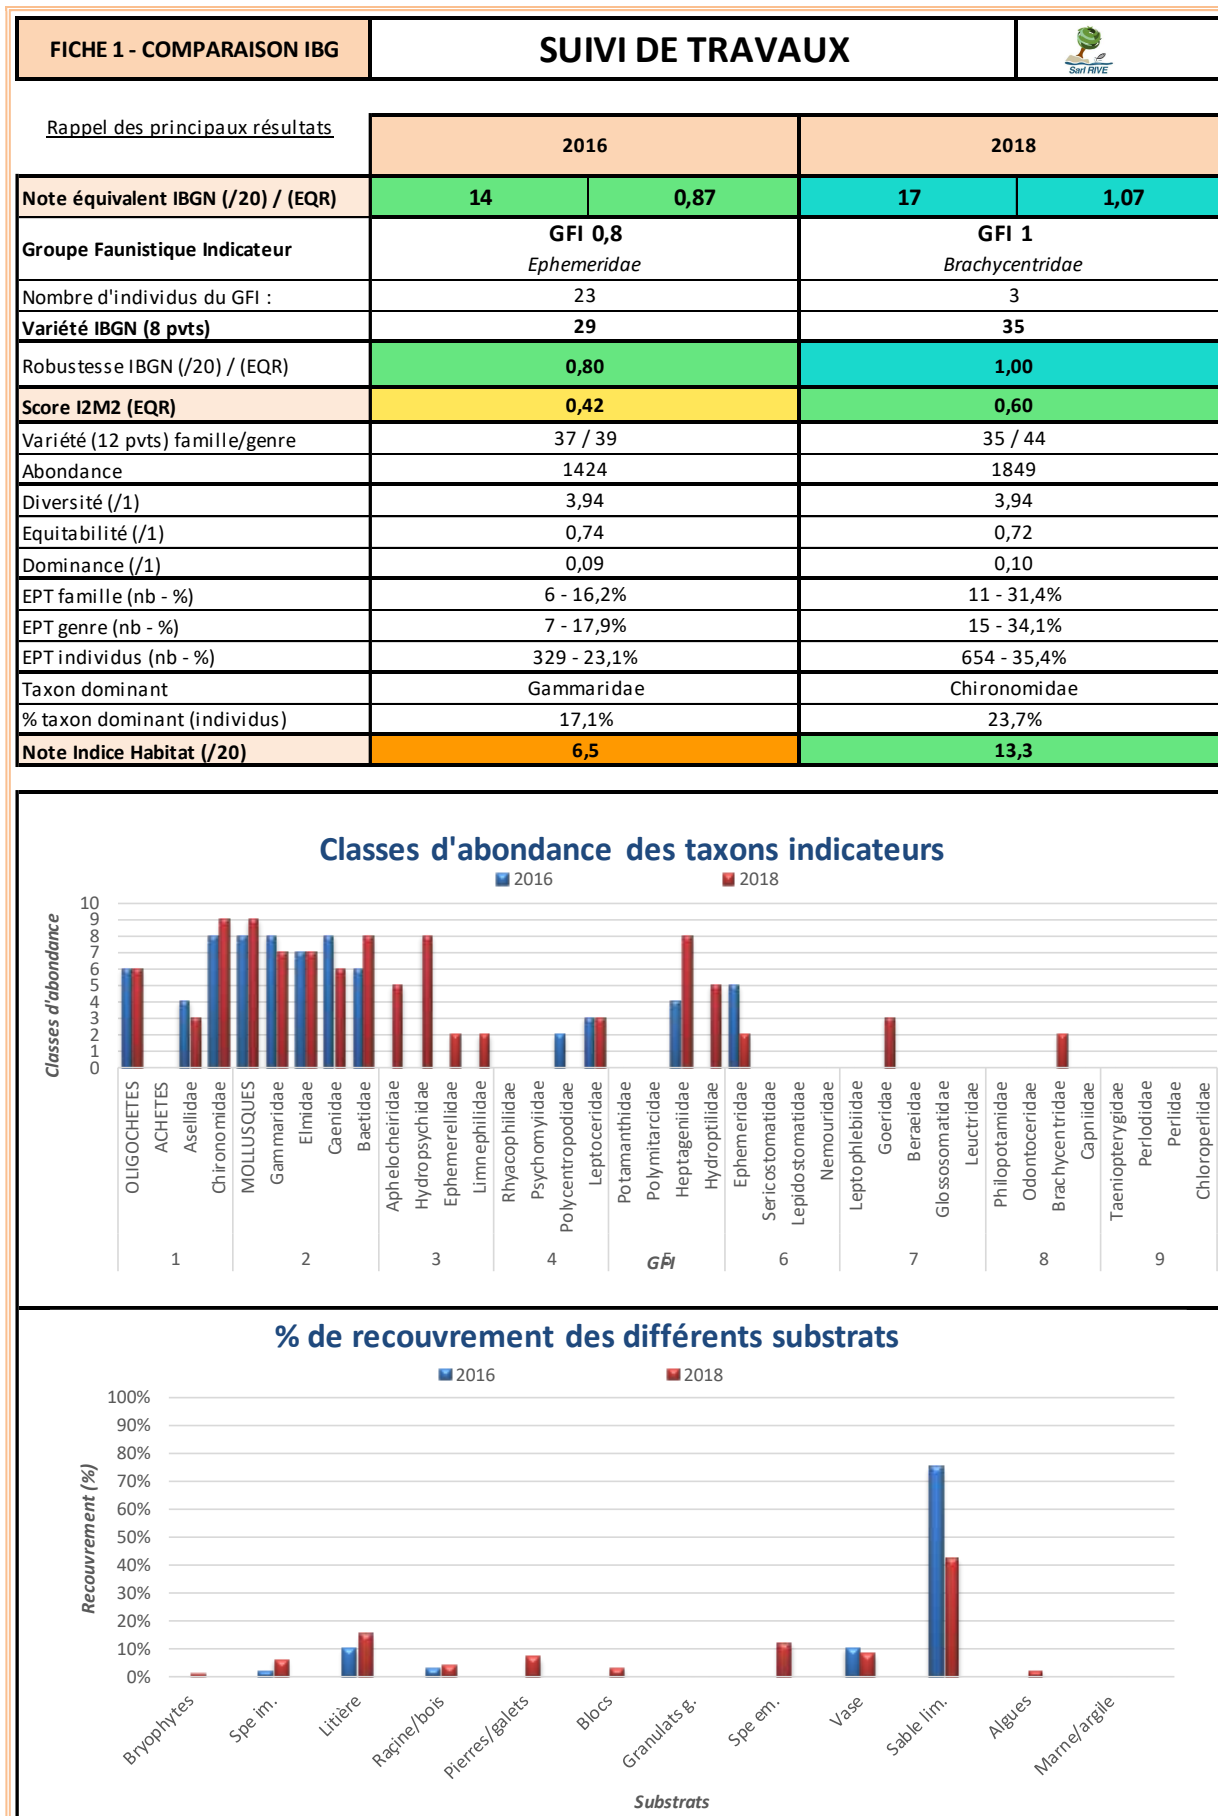 FICHE 1 - COMPARAISON IBG
SUIVI DE TRAVAUX
Sarl RIVE
Rappel des principaux résultats
2016 2018
Note équivalent IBGN (/20) / (EQR) 14 0,87 17 1,07
Groupe Faunistique Indicateur GFI 0,8 GFI 1
Ephemeridae Brachycentridae
Nombre d'individus du GFI : 23 3
Variété IBGN (8 pvts) 29 35
Robustesse IBGN (/20) / (EQR) 0,80 1,00
Score I2M2 (EQR) 0,42 0,60
Variété (12 pvts) famille/genre 37 / 39 35 / 44
Abondance 1424 1849
Diversité (/1) 3,94 3,94
Equitabilité (/1) 0,74 0,72
Dominance (/1) 0,09 0,10
EPT famille (nb - %) 6 - 16,2% 11 - 31,4%
EPT genre (nb - %) 7 - 17,9% 15 - 34,1%
EPT individus (nb - %) 329 - 23,1% 654 - 35,4%
Taxon dominant Gammaridae Chironomidae
% taxon dominant (individus) 17,1% 23,7%
Note Indice Habitat (/20) 6,5 13,3
Classes d'abondance des taxons indicateurs
2016 2018
Classes d'abondance
10
9
8
7
6
5
4
3
2
1
0
OLIGOCHETES
ACHETES
Asellidae
Chironomidae
MOLLUSQUES
Gammaridae
Elmidae
Caenidae
Baetidae
Aphelocheiridae
Hydropsychidae
Ephemerellidae
Limnephilidae
Rhyacophilidae
Psychomyiidae
Polycentropodidae
Leptoceridae
Potamanthidae
Polymitarcidae
Heptageniidae
Hydroptilidae
Ephemeridae
Sericostomatidae
Lepidostomatidae
Nemouridae
Leptophlebiidae
Goeridae
Beraeidae
Glossosomatidae
Leuctridae
Philopotamidae
Odontoceridae
Brachycentridae
Capniidae
Taeniopterygidae
Perlodidae
Perlidae
Chloroperlidae
1 2 3 4 5 6 7 8 9
GFI
% de recouvrement des différents substrats
2016 2018
Recouvrement (%)
100%
90%
80%
70%
60%
50%
40%
30%
20%
10%
0%
Bryophytes
Spe im.
Litière
Raçine/bois
Pierres/galets
Blocs
Granulats g.
Spe em.
Vase
Sable lim.
Algues
Marne/argile
Substrats